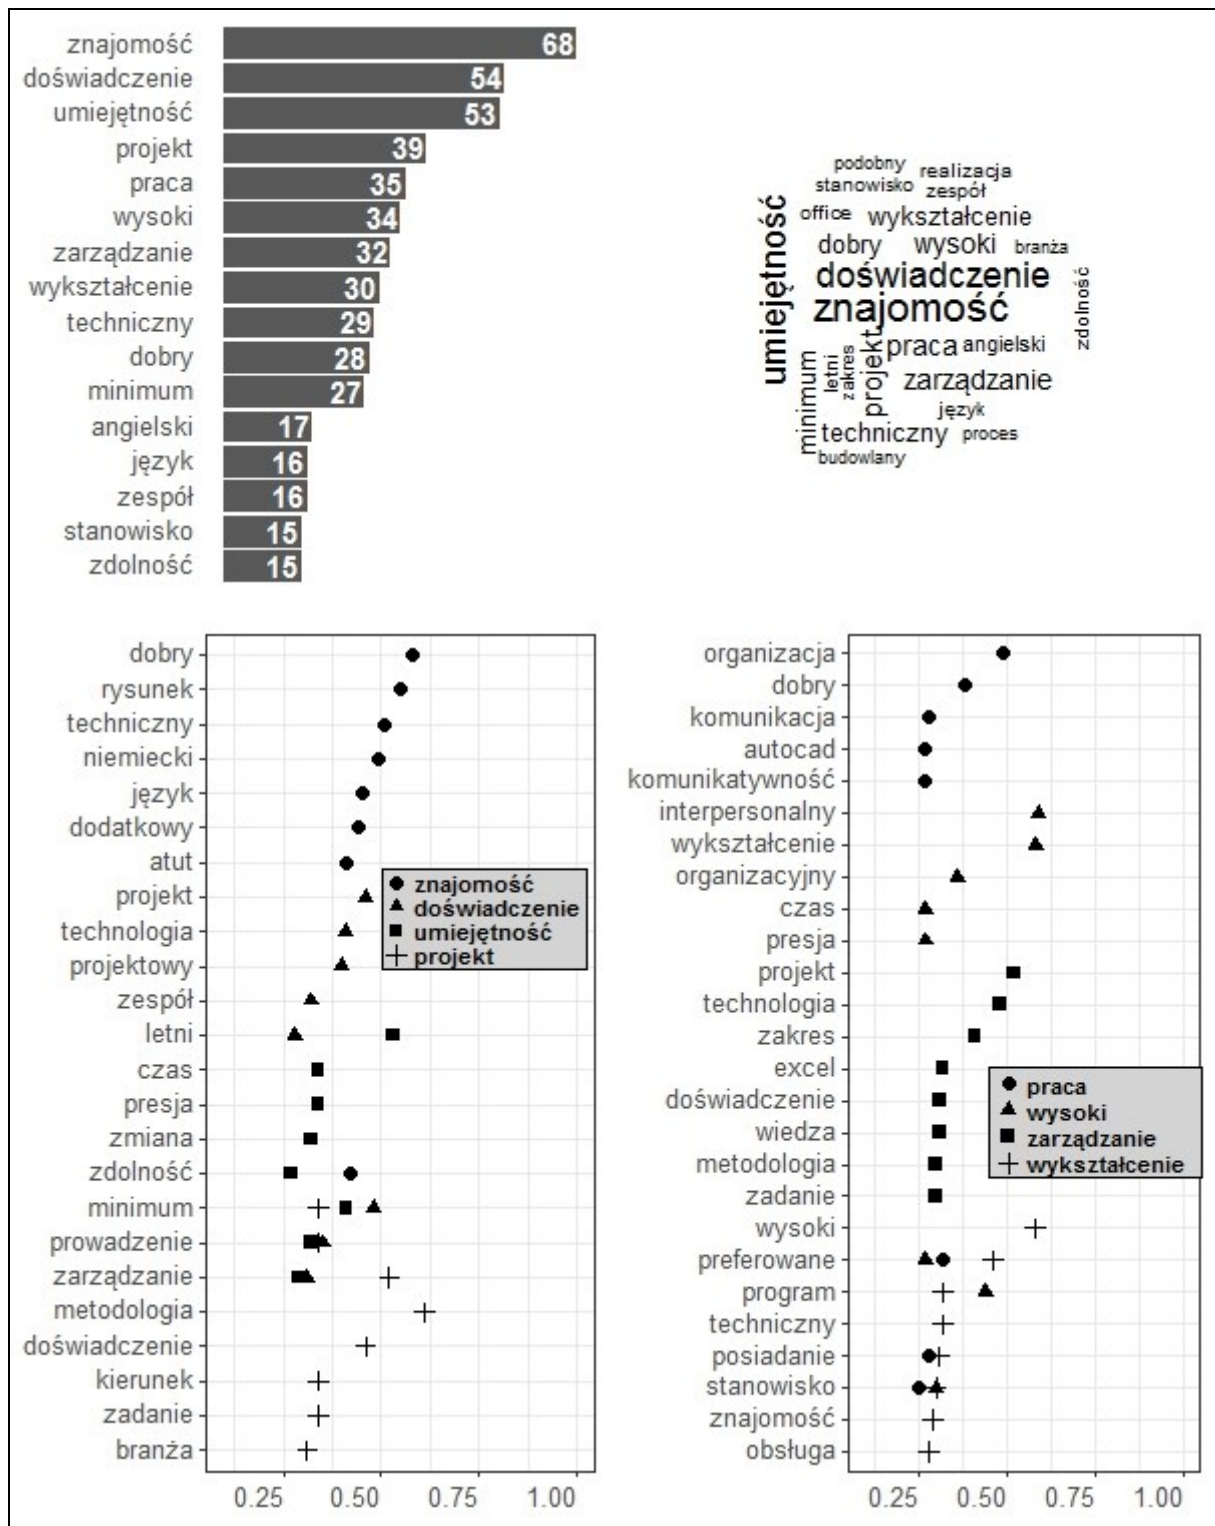 znajomość 68
doświadczenie 54
umiejętność 53
projekt 39
praca 35
wysoki 34
zarządzanie 32
wykształcenie 30
techniczny 29
dobry 28
minimum 27
angielski 17
język 16
zespół 16
stanowisko 15
zdolność 15
podobny
realizacja
stanowisko
zespół
office
wykształcenie
umiejętność
dobry
wysoki
branża
doświadczenie
zdolność
znajomość
projekt
praca
angielski
minimum
letni
zakres
zarządzanie
język
techniczny
proces
budowlany
dobry
rysunek
techniczny
niemiecki
język
dodatkowy
atut
projekt
technologia
projektowy
zespół
letni
czas
presja
zmiana
zdolność
minimum
prowadzenie
zarządzanie
metodologia
doświadczenie
kierunek
zadanie
branża
znajomość
doświadczenie
umiejętność
projekt
0.25 0.50 0.75 1.00
organizacja
dobry
komunikacja
autocad
komunikatywność
interpersonalny
wykształcenie
organizacyjny
czas
presja
projekt
technologia
zakres
excel
doświadczenie
wiedza
metodologia
zadanie
wysoki
preferowane
program
techniczny
posiadanie
stanowisko
znajomość
obsługa
praca
wysoki
zarządzanie
wykształcenie
0.25 0.50 0.75 1.00